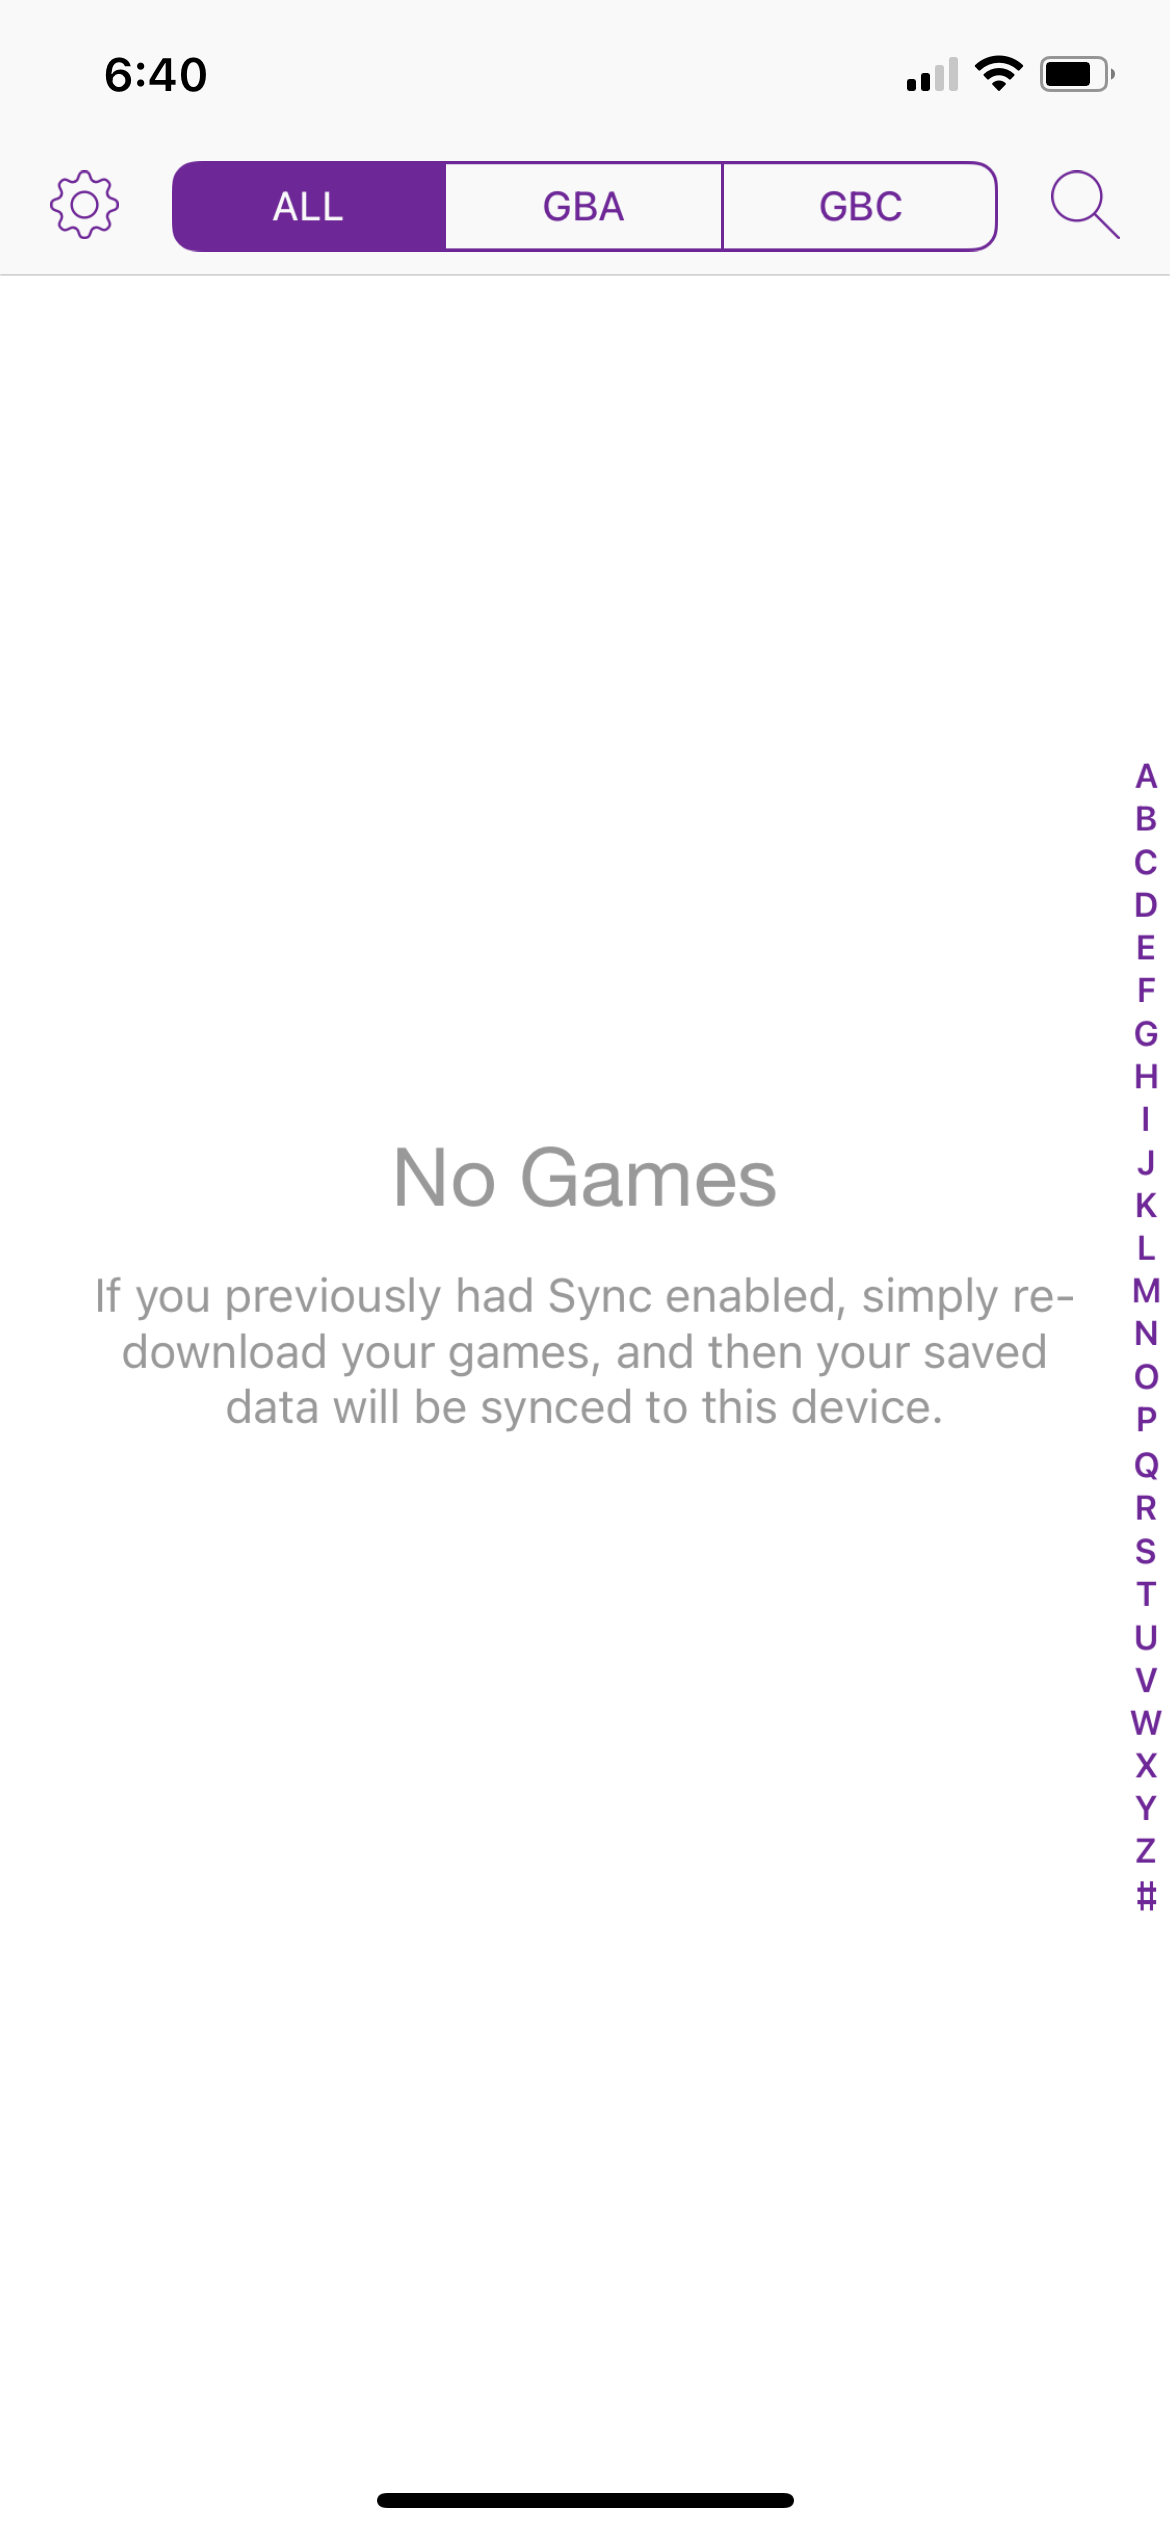 6:40
ALL GBA GBC
No Games
If you previously had Sync enabled, simply re-
download your games, and then your saved
data will be synced to this device.
A
B
C
D
E
F
G
H
I
J
K
L
M
N
O
P
Q
R
S
T
U
V
W
X
Y
Z
#